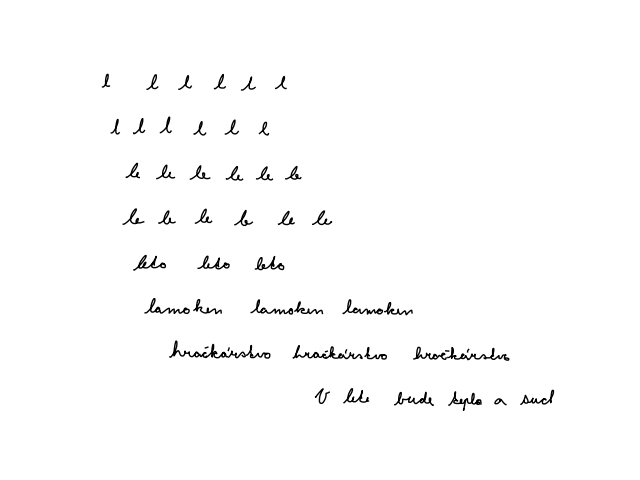 l l l l l l
l l l l l l
le le le le le le
le le le le le le
leto leto leto
lamoken lamoken lamoken
hračkárstvo hračkárstvo hračkárstvo
V lete bude teplo a such